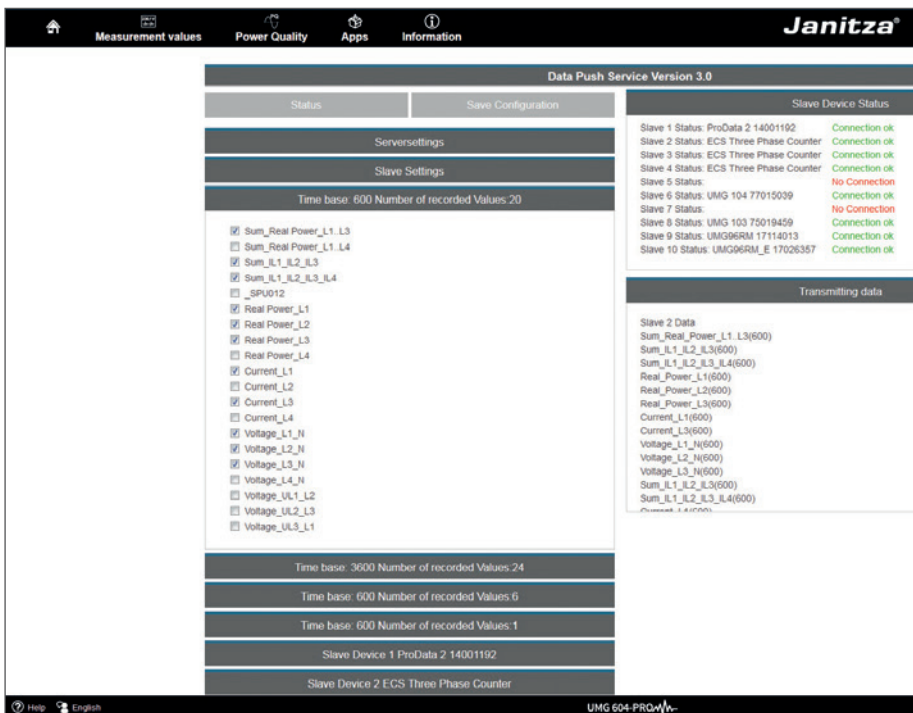 Measurement values
Power Quality
Apps
Information
Janitza®
Data Push Service Version 3.0
Status
Save Configuration
Serversettings
Slave Settings
Time base: 600 Number of recorded Values:20
Sum_Real Power_L1..L3
Sum_Real Power_L1..L4
Sum_IL1_IL2_IL3
Sum_IL1_IL2_IL3_IL4
_SPU012
Real Power_L1
Real Power_L2
Real Power_L3
Real Power_L4
Current_L1
Current_L2
Current_L3
Current_L4
Voltage_L1_N
Voltage_L2_N
Voltage_L3_N
Voltage_L4_N
Voltage_UL1_L2
Voltage_UL2_L3
Voltage_UL3_L1
Time base: 3600 Number of recorded Values:24
Time base: 600 Number of recorded Values:6
Time base: 600 Number of recorded Values:1
Slave Device 1 ProData 2 14001192
Slave Device 2 ECS Three Phase Counter
Slave Device Status
Slave 1 Status: ProData 2 14001192 Connection ok
Slave 2 Status: ECS Three Phase Counter Connection ok
Slave 3 Status: ECS Three Phase Counter Connection ok
Slave 4 Status: ECS Three Phase Counter Connection ok
Slave 5 Status: No Connection
Slave 6 Status: UMG 104 77015039 Connection ok
Slave 7 Status: No Connection
Slave 8 Status: UMG 103 75019459 Connection ok
Slave 9 Status: UMG96RM 17114013 Connection ok
Slave 10 Status: UMG96RM_E 17026357 Connection ok
Transmitting data
Slave 2 Data
Sum_Real_Power_L1..L3(600)
Sum_IL1_IL2_IL3(600)
Sum_IL1_IL2_IL3_IL4(600)
Real_Power_L1(600)
Real_Power_L2(600)
Real_Power_L3(600)
Current_L1(600)
Current_L3(600)
Voltage_L1_N(600)
Voltage_L2_N(600)
Voltage_L3_N(600)
Sum_IL1_IL2_IL3(600)
Sum_IL1_IL2_IL3_IL4(600)
Help
English
UMG 604-PRO